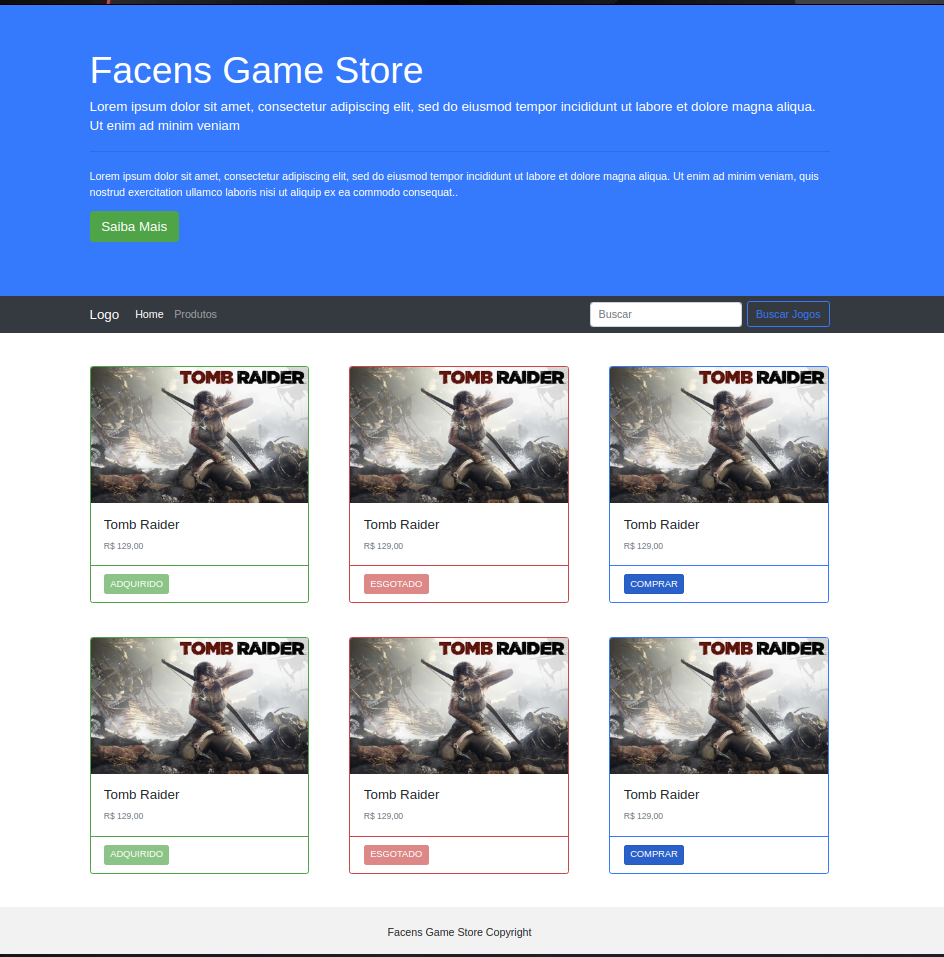 Facens Game Store
Lorem ipsum dolor sit amet, consectetur adipiscing elit, sed do eiusmod tempor incididunt ut labore et dolore magna aliqua.
Ut enim ad minim veniam
Lorem ipsum dolor sit amet, consectetur adipiscing elit, sed do eiusmod tempor incididunt ut labore et dolore magna aliqua. Ut enim ad minim veniam, quis
nostrud exercitation ullamco laboris nisi ut aliquip ex ea commodo consequat..
Saiba Mais
Logo Home Produtos Buscar Buscar Jogos
TOMB RAIDER TOMB RAIDER TOMB RAIDER
Tomb Raider Tomb Raider Tomb Raider
R$ 129,00 R$ 129,00 R$ 129,00
ADQUIRIDO ESGOTADO COMPRAR
TOMB RAIDER TOMB RAIDER TOMB RAIDER
Tomb Raider Tomb Raider Tomb Raider
R$ 129,00 R$ 129,00 R$ 129,00
ADQUIRIDO ESGOTADO COMPRAR
Facens Game Store Copyright